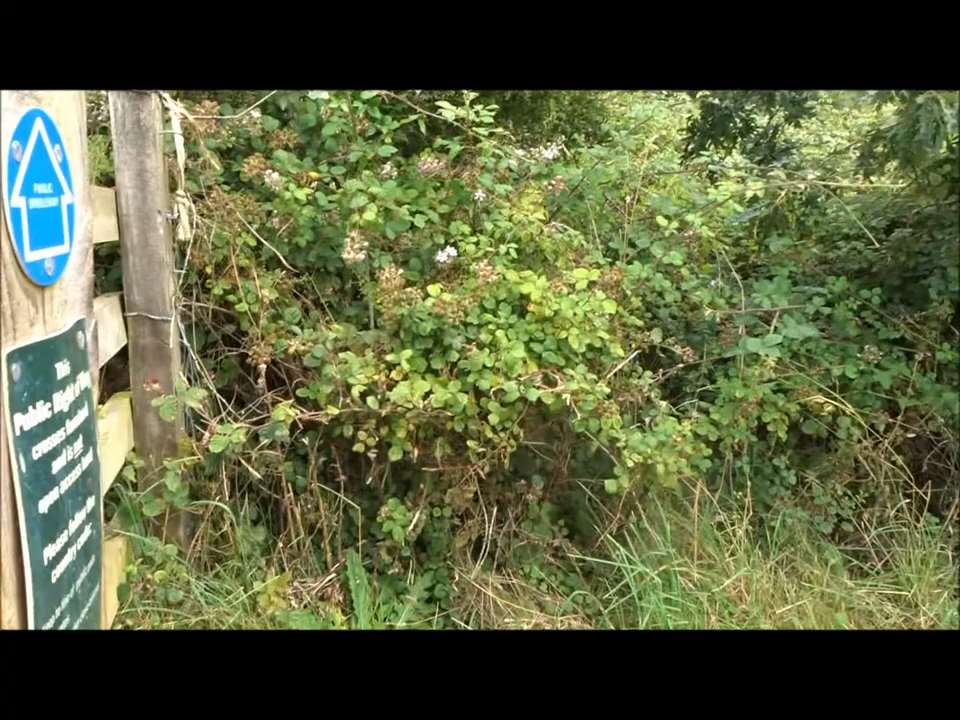 PUBLIC
BRIDLEWAY
This
Public Right of Way
crosses farmland
and is not
open access
Please follow the
country code.